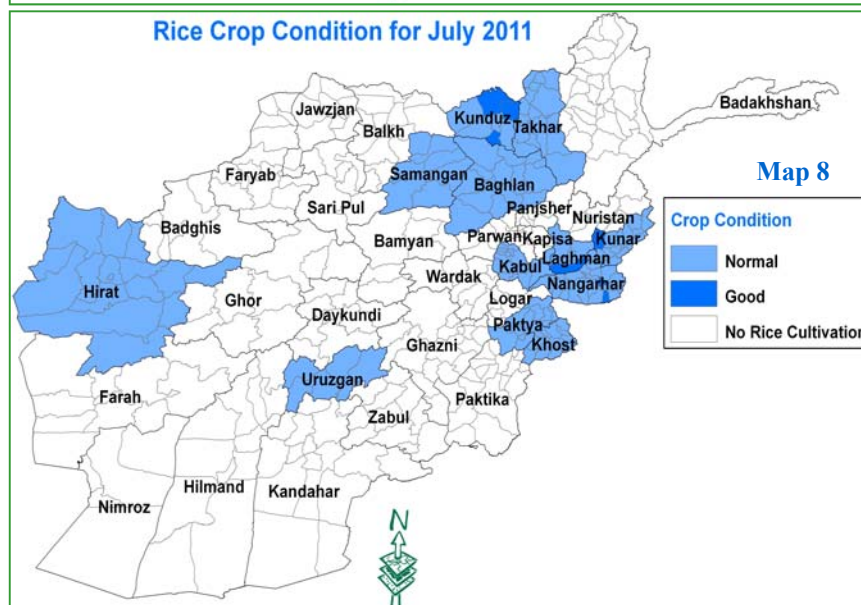 Rice Crop Condition for July 2011
Jawzjan
Balkh
Kunduz
Takhar
Badakhshan
Faryab
Samangan
Baghlan
Map 8
Sari Pul
Panjsher
Nuristan
Badghis
Bamyan
Parwan
Kapisa
Kunar
Laghman
Hirat
Wardak
Kabul
Nangarhar
Ghor
Logar
Daykundi
Paktya
Ghazni
Khost
Uruzgan
Farah
Zabul
Paktika
Hilmand
Kandahar
Nimroz
N
Crop Condition
Normal
Good
No Rice Cultivation